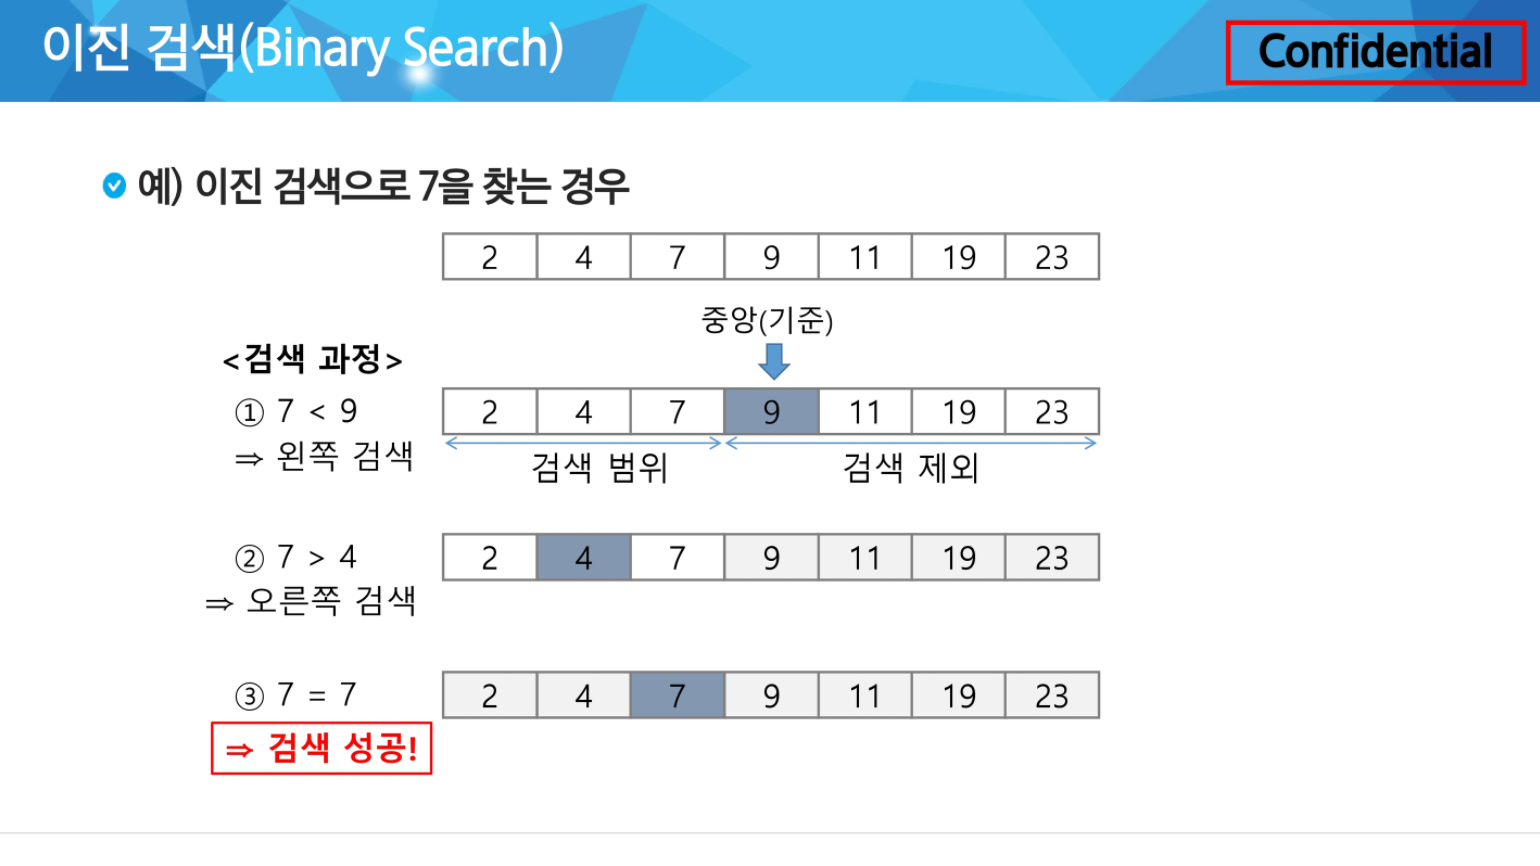 이진 검색(Binary Search)
Confidential
예) 이진 검색으로 7을 찾는 경우
2 4 7 9 11 19 23
중앙(기준)
<검색 과정>
① 7 < 9
2 4 7 9 11 19 23
⇒ 왼쪽 검색
검색 범위 검색 제외
② 7 > 4
2 4 7 9 11 19 23
⇒ 오른쪽 검색
③ 7 = 7
2 4 7 9 11 19 23
⇒ 검색 성공!